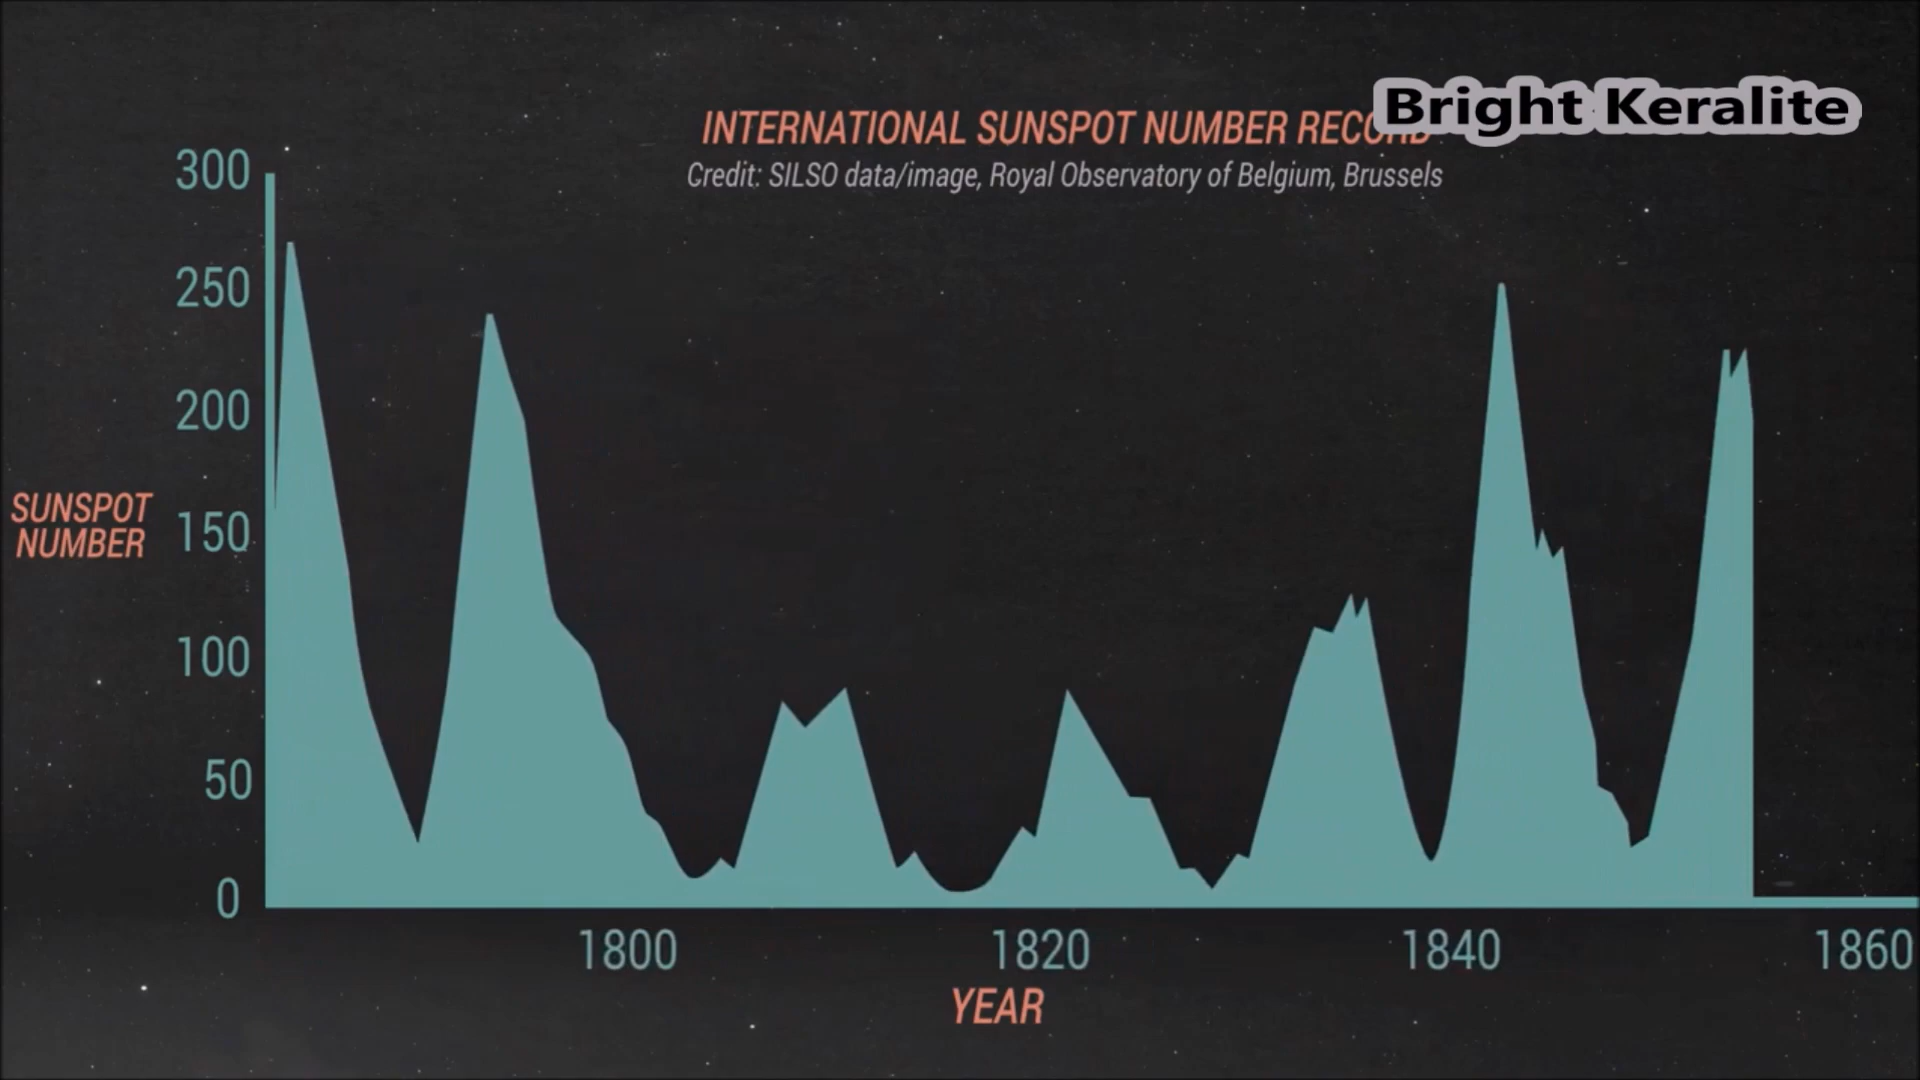 Bright Keralite
INTERNATIONAL SUNSPOT NUMBER RECORD
Credit: SILSO data/image, Royal Observatory of Belgium, Brussels
300
250
200
150
100
50
0
SUNSPOT
NUMBER
1800 1820 1840 1860
YEAR